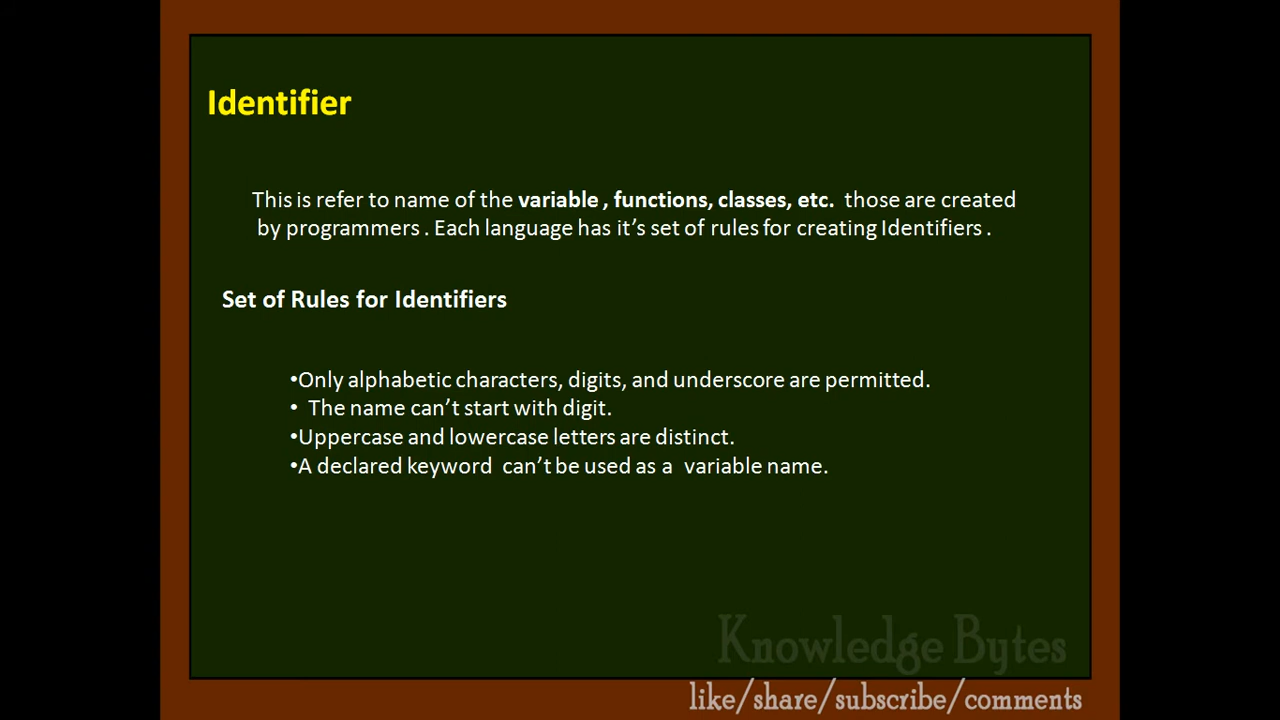 Identifier
This is refer to name of the variable , functions, classes, etc. those are created
by programmers . Each language has it’s set of rules for creating Identifiers .
Set of Rules for Identifiers
•Only alphabetic characters, digits, and underscore are permitted.
• The name can’t start with digit.
•Uppercase and lowercase letters are distinct.
•A declared keyword can’t be used as a variable name.
Knowledge Bytes
like/share/subscribe/comments